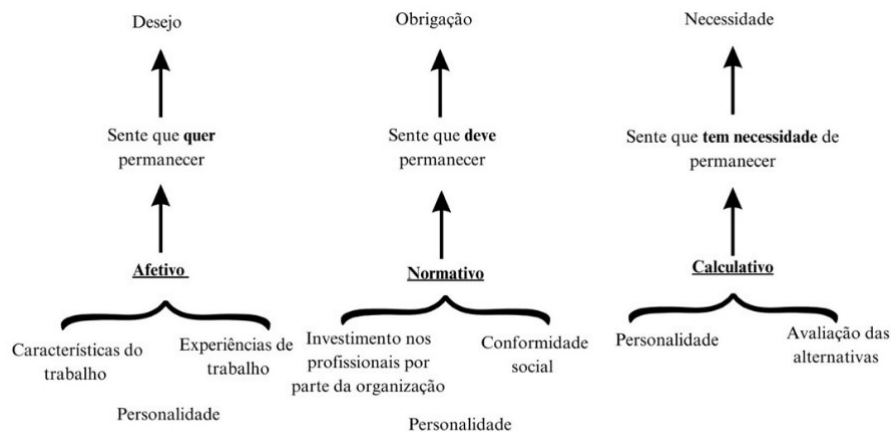 Desejo
Obrigação
Necessidade
Sente que quer
permanecer
Sente que deve
permanecer
Sente que tem necessidade de
permanecer
Afetivo
Normativo
Calculativo
Características do
trabalho
Experiências de
trabalho
Personalidade
Investimento nos
profissionais por
parte da organização
Conformidade
social
Personalidade
Personalidade
Avaliação das
alternativas